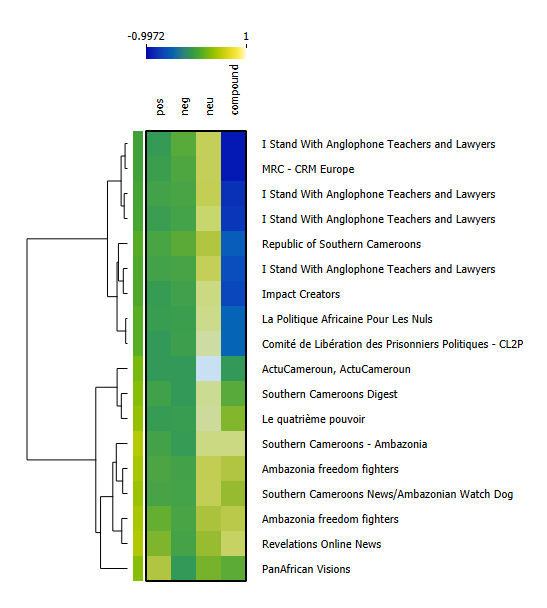 -0.9972 1
pos neg neu compound
I Stand With Anglophone Teachers and Lawyers
MRC - CRM Europe
I Stand With Anglophone Teachers and Lawyers
I Stand With Anglophone Teachers and Lawyers
Republic of Southern Cameroons
I Stand With Anglophone Teachers and Lawyers
Impact Creators
La Politique Africaine Pour Les Nuls
Comité de Libération des Prisonniers Politiques - CL2P
ActuCameroun, ActuCameroun
Southern Cameroons Digest
Le quatrième pouvoir
Southern Cameroons - Ambazonia
Ambazonia freedom fighters
Southern Cameroons News/Ambazonian Watch Dog
Ambazonia freedom fighters
Revelations Online News
PanAfrican Visions